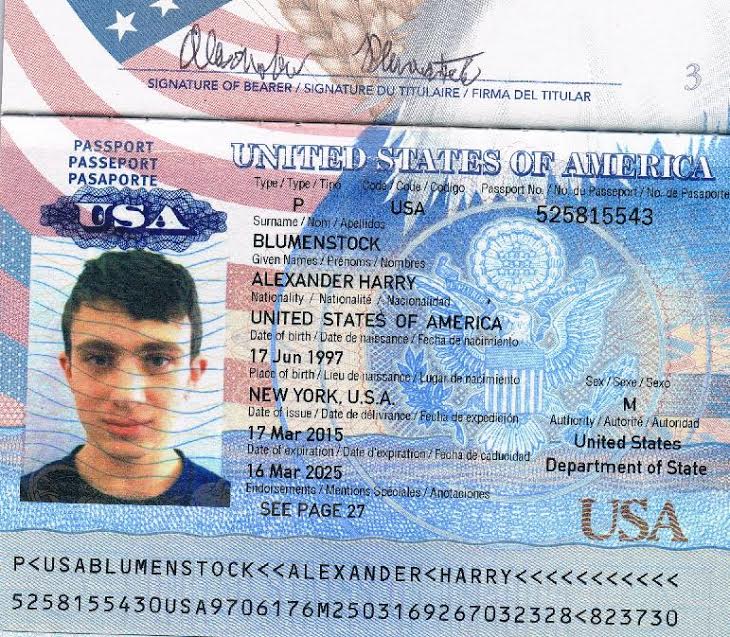 Alexander Blumenstock
SIGNATURE OF BEARER / SIGNATURE DU TITULAIRE / FIRMA DEL TITULAR
3
PASSPORT
PASSEPORT
PASAPORTE
USA
UNITED STATES OF AMERICA
Type / Type / Tipo Code / Code / Codigo Passport No. / No. du Passeport / No. de Pasaporte
P USA 525815543
Surname / Nom / Apellidos
BLUMENSTOCK
Given Names / Prénoms / Nombres
ALEXANDER HARRY
Nationality / Nationalité / Nacionalidad
UNITED STATES OF AMERICA
Date of birth / Date de naissance / Fecha de nacimiento
17 Jun 1997
Place of birth / Lieu de naissance / Lugar de nacimiento
NEW YORK, U.S.A.
Sex / Sexe / Sexo
M
Date of issue / Date de délivrance / Fecha de expedición
17 Mar 2015
Authority / Autorité / Autoridad
United States
Department of State
Date of expiration / Date d'expiration / Fecha de caducidad
16 Mar 2025
Endorsements / Mentions Spéciales / Anotaciones
SEE PAGE 27
USA
P<USABLUMENSTOCK<<ALEXANDER<HARRY<<<<<<<<<<<
5258155430USA9706176M2503169267032328<823730